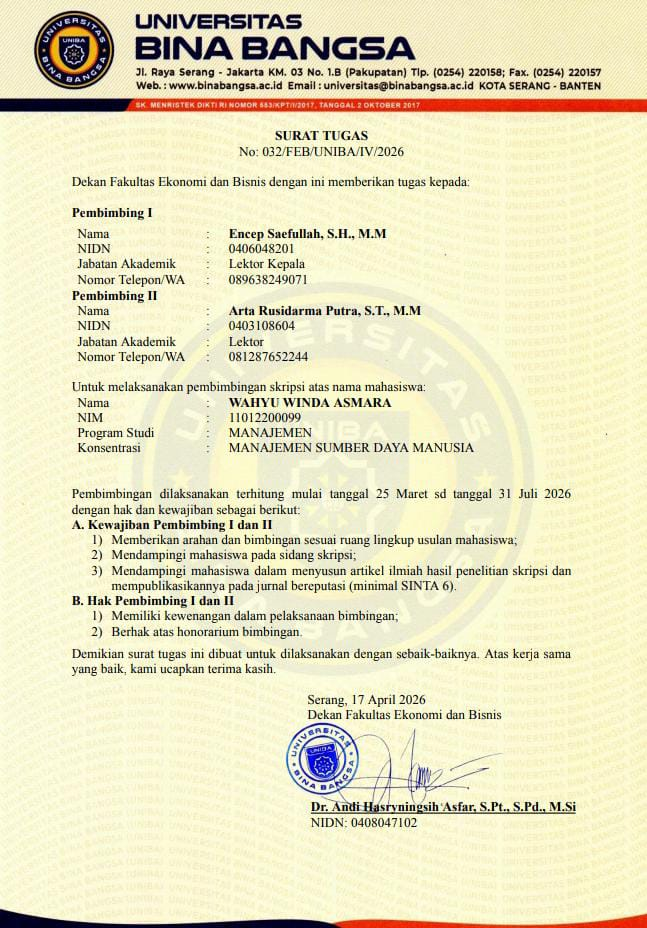 UNIVERSITAS
BINA BANGSA
Jl. Raya Serang - Jakarta KM. 03 No. 1.B (Pakupatan) Tlp. (0254) 220158; Fax. (0254) 220157
Web. : www.binabangsa.ac.id Email : universitas@binabangsa.ac.id KOTA SERANG - BANTEN
SK. MENRISTEK DIKTI RI NOMOR 553/KPT/I/2017, TANGGAL 2 OKTOBER 2017
SURAT TUGAS
No: 032/FEB/UNIBA/IV/2026
Dekan Fakultas Ekonomi dan Bisnis dengan ini memberikan tugas kepada:
Pembimbing I
Nama : Encep Saefullah, S.H., M.M
NIDN : 0406048201
Jabatan Akademik : Lektor Kepala
Nomor Telepon/WA : 089638249071
Pembimbing II
Nama : Arta Rusidarma Putra, S.T., M.M
NIDN : 0403108604
Jabatan Akademik : Lektor
Nomor Telepon/WA : 081287652244
Untuk melaksanakan pembimbingan skripsi atas nama mahasiswa:
Nama : WAHYU WINDA ASMARA
NIM : 11012200099
Program Studi : MANAJEMEN
Konsentrasi : MANAJEMEN SUMBER DAYA MANUSIA
Pembimbingan dilaksanakan terhitung mulai tanggal 25 Maret sd tanggal 31 Juli 2026
dengan hak dan kewajiban sebagai berikut:
A. Kewajiban Pembimbing I dan II
1) Memberikan arahan dan bimbingan sesuai ruang lingkup usulan mahasiswa;
2) Mendampingi mahasiswa pada sidang skripsi;
3) Mendampingi mahasiswa dalam menyusun artikel ilmiah hasil penelitian skripsi dan
mempublikasikannya pada jurnal bereputasi (minimal SINTA 6).
B. Hak Pembimbing I dan II
1) Memiliki kewenangan dalam pelaksanaan bimbingan;
2) Berhak atas honorarium bimbingan.
Demikian surat tugas ini dibuat untuk dilaksanakan dengan sebaik-baiknya. Atas kerja sama
yang baik, kami ucapkan terima kasih.
Serang, 17 April 2026
Dekan Fakultas Ekonomi dan Bisnis
UNIVERSITAS
UNIBA
BINA BANGSA
Dr. Andi Hasryningsih Asfar, S.Pt., S.Pd., M.Si
NIDN: 0408047102